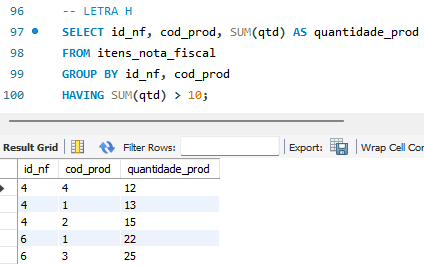 96 -- LETRA H
97 SELECT id_nf, cod_prod, SUM(qtd) AS quantidade_prod
98 FROM itens_nota_fiscal
99 GROUP BY id_nf, cod_prod
100 HAVING SUM(qtd) > 10;
Result Grid Filter Rows: Export: Wrap Cell Con
id_nf cod_prod quantidade_prod
4 4 12
4 1 13
4 2 15
6 1 22
6 3 25